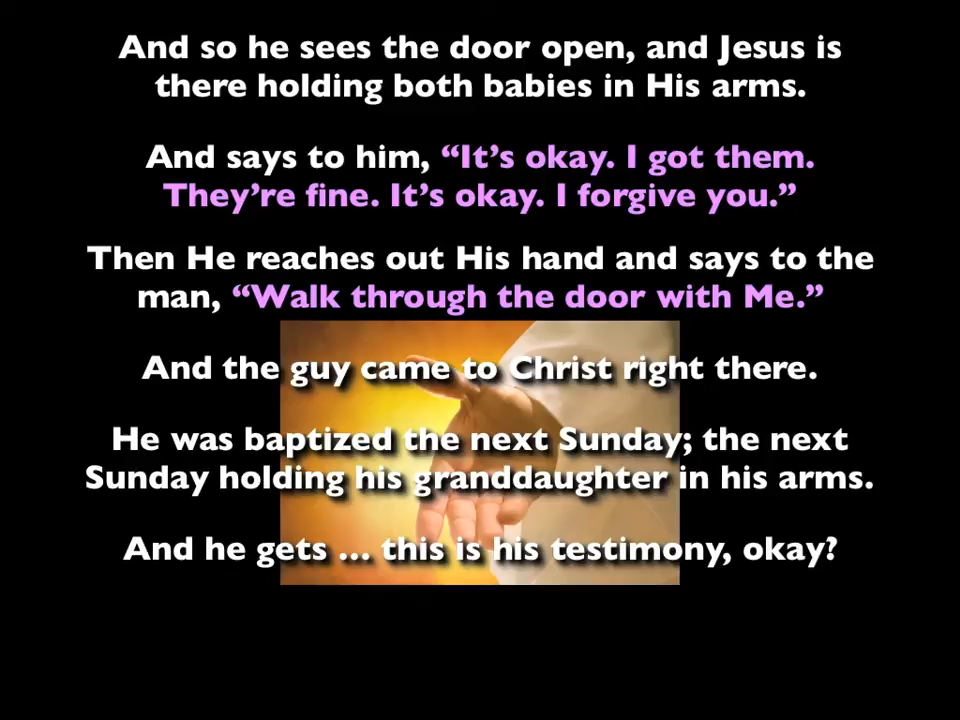 And so he sees the door open, and Jesus is
there holding both babies in His arms.
And says to him, “It’s okay. I got them.
They’re fine. It’s okay. I forgive you.”
Then He reaches out His hand and says to the
man, “Walk through the door with Me.”
And the guy came to Christ right there.
He was baptized the next Sunday; the next
Sunday holding his granddaughter in his arms.
And he gets … this is his testimony, okay?